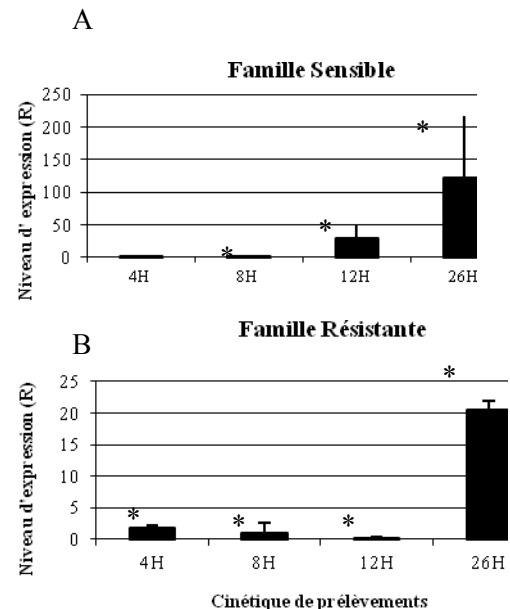 A
Famille Sensible
Niveau d' expression (R)
250
200
150
100
50
0
*
*
*
4H 8H 12H 26H
B
Famille Résistante
Niveau d'expression (R)
25
20
15
10
5
0
*
*
*
*
4H 8H 12H 26H
Cinétique de prélèvements